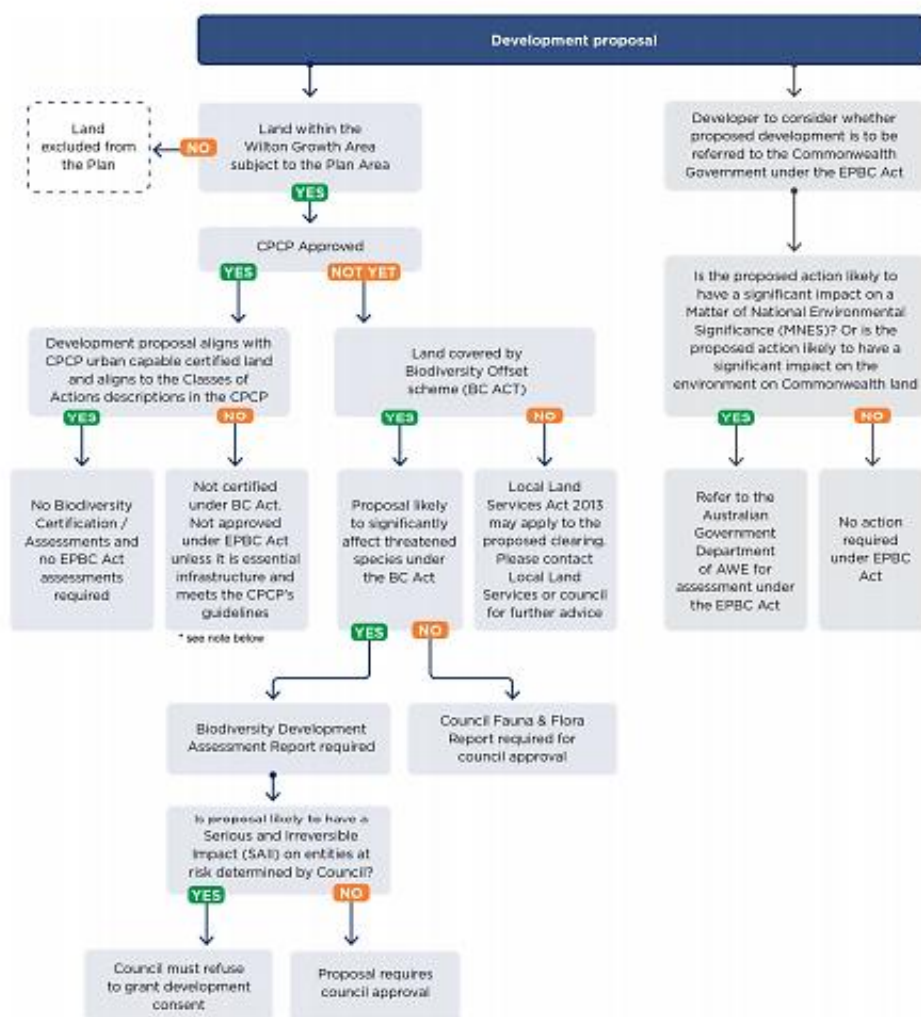 Development proposal
Land
excluded from
the Plan
NO
Land within the
Wilton Growth Area
subject to the Plan Area
YES
CPCP Approved
YES
NOT YET
Development proposal aligns with
CPCP urban capable certified land
and aligns to the Classes of
Actions descriptions in the CPCP
YES
NO
Land covered by
Biodiversity Offset
scheme (BC ACT)
YES
NO
No Biodiversity
Certification /
Assessments and
no EPBC Act
assessments
required
Not certified
under BC Act.
Not approved
under EPBC Act
unless it is essential
infrastructure and
meets the CPCP's
guidelines
* see note below
Proposal likely
to significantly
affect threatened
species under
the BC Act
YES
NO
Local Land
Services Act 2013
may apply to the
proposed clearing.
Please contact
Local Land
Services or council
for further advice
Biodiversity Development
Assessment Report required
Council Fauna & Flora
Report required for
council approval
Is proposal likely to have a
Serious and Irreversible
Impact (SAII) on entities at
risk determined by Council?
YES
NO
Council must refuse
to grant development
consent
Proposal requires
council approval
Developer to consider whether
proposed development is to be
referred to the Commonwealth
Government under the EPBC Act
Is the proposed action likely to
have a significant impact on a
Matter of National Environmental
Significance (MNES)? Or is the
proposed action likely to have a
significant impact on the
environment on Commonwealth land
YES
NO
Refer to the
Australian
Government
Department
of AWE for
assessment under
the EPBC Act
No action
required
under EPBC
Act